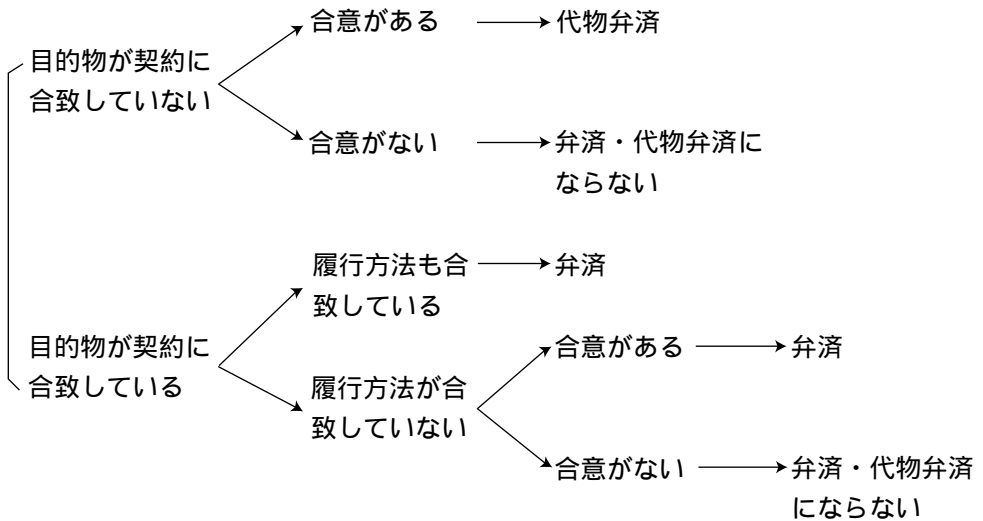 合意がある
代物弁済
目的物が契約に
合致していない
合意がない
弁済・代物弁済に
ならない
履行方法も合
致している
弁済
目的物が契約に
合致している
合意がある
弁済
履行方法が合
致していない
合意がない
弁済・代物弁済
にならない